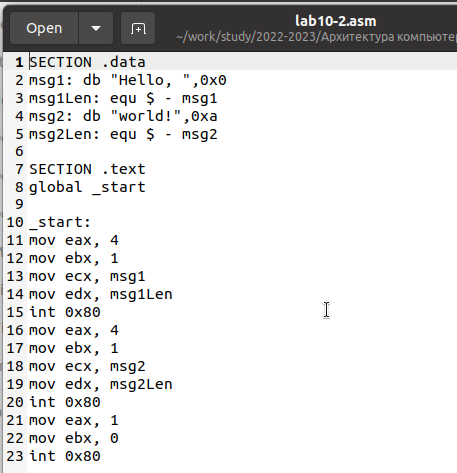 Open
lab10-2.asm
~/work/study/2022-2023/Архитектура компьютер
1 SECTION .data
2 msg1: db "Hello, ",0x0
3 msg1Len: equ $ - msg1
4 msg2: db "world!",0xa
5 msg2Len: equ $ - msg2
6
7 SECTION .text
8 global _start
9
10 _start:
11 mov eax, 4
12 mov ebx, 1
13 mov ecx, msg1
14 mov edx, msg1Len
15 int 0x80
16 mov eax, 4
17 mov ebx, 1
18 mov ecx, msg2
19 mov edx, msg2Len
20 int 0x80
21 mov eax, 1
22 mov ebx, 0
23 int 0x80